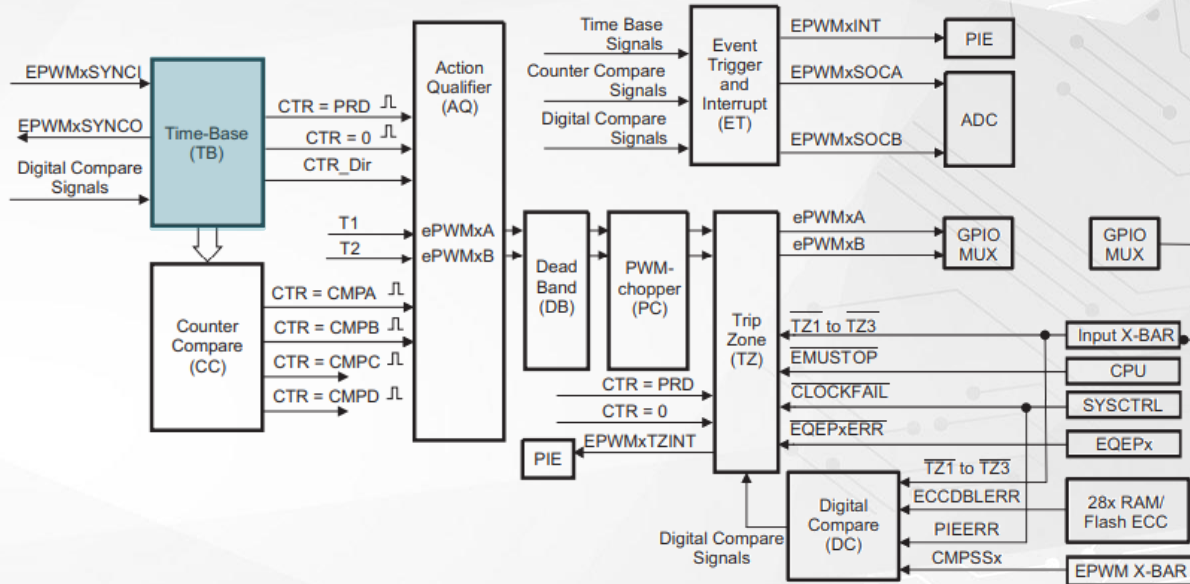 EPWMxSYNCI
EPWMxSYNCO
Digital Compare
Signals
Time-Base
(TB)
CTR = PRD
CTR = 0
CTR_Dir
T1
T2
Counter
Compare
(CC)
CTR = CMPA
CTR = CMPB
CTR = CMPC
CTR = CMPD
Action
Qualifier
(AQ)
ePWMxA
ePWMxB
Dead
Band
(DB)
PWM-
chopper
(PC)
Time Base
Signals
Counter Compare
Signals
Digital Compare
Signals
Event
Trigger
and
Interrupt
(ET)
EPWMxINT
EPWMxSOCA
EPWMxSOCB
PIE
ADC
Trip
Zone
(TZ)
ePWMxA
ePWMxB
GPIO
MUX
GPIO
MUX
TZ1 to TZ3
EMUSTOP
CLOCKFAIL
EQEPxERR
Input X-BAR
CPU
SYSCTRL
EQEPx
CTR = PRD
CTR = 0
EPWMxTZINT
PIE
Digital Compare
Signals
Digital
Compare
(DC)
TZ1 to TZ3
ECCDBLERR
PIEERR
CMPSSx
28x RAM/
Flash ECC
EPWM X-BAR